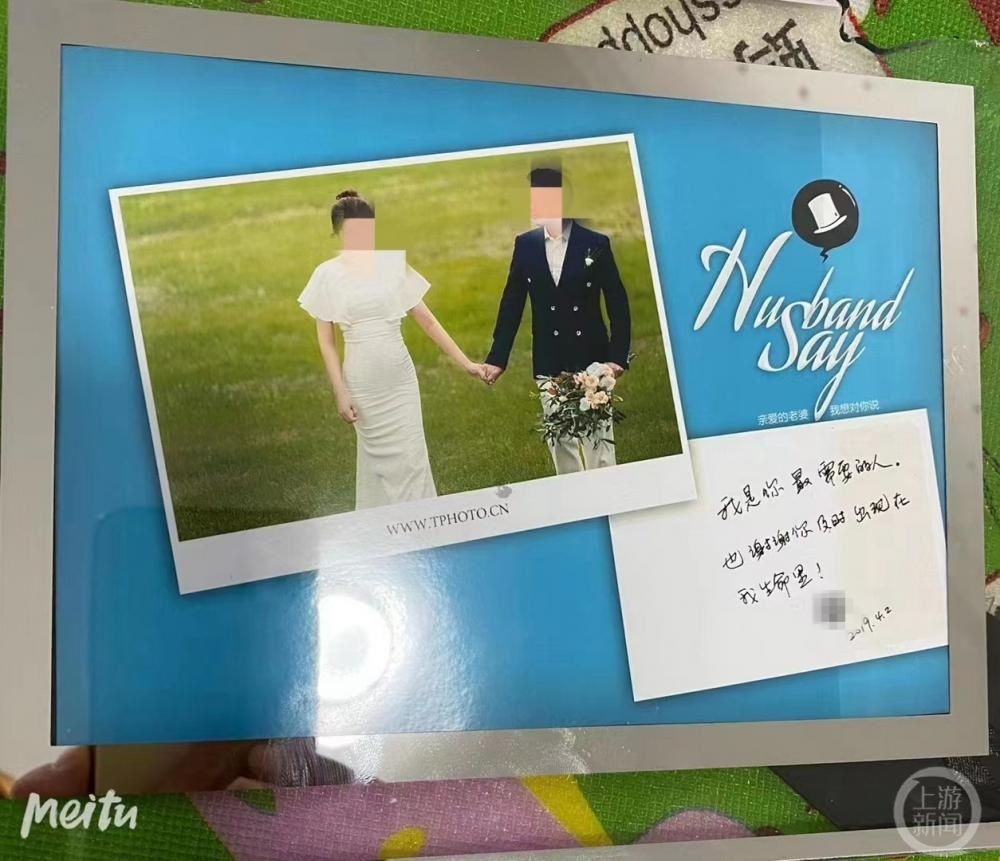 Husband
Say
亲爱的老婆 我想对你说
WWW.TPHOTO.CN
我是你最需要的人。
也谢谢你及时出现在
我生命里!
2019.4.2
meitu
上游
新闻